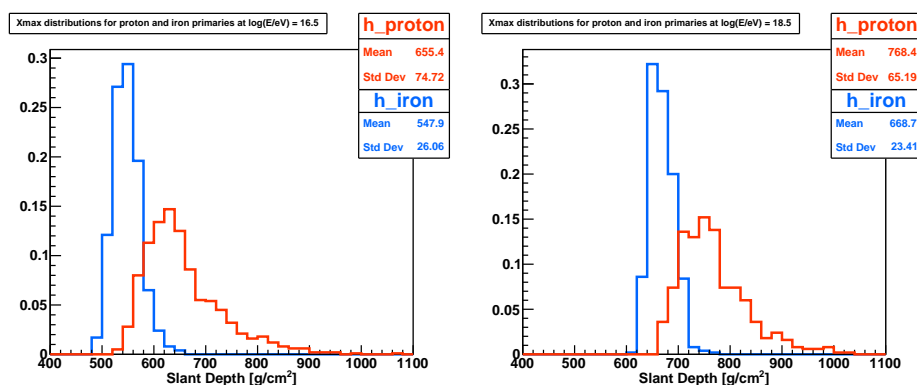 Xmax distributions for proton and iron primaries at log(E/eV) = 16.5
h_proton
Mean 655.4
Std Dev 74.72
h_iron
Mean 547.9
Std Dev 26.06
0.3
0.25
0.2
0.15
0.1
0.05
0
400 500 600 700 800 900 1000 1100
Slant Depth [g/cm²]
Xmax distributions for proton and iron primaries at log(E/eV) = 18.5
h_proton
Mean 768.4
Std Dev 65.19
h_iron
Mean 668.7
Std Dev 23.41
0.3
0.25
0.2
0.15
0.1
0.05
0
400 500 600 700 800 900 1000 1100
Slant Depth [g/cm²]